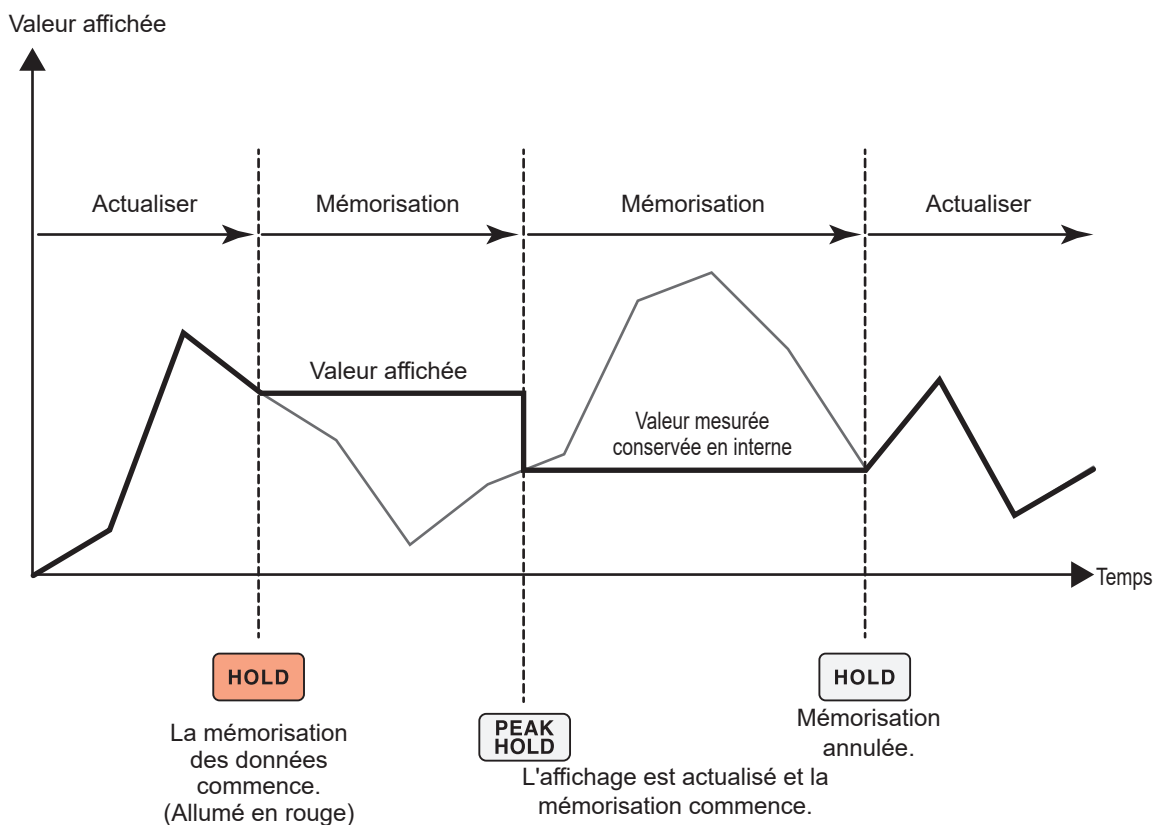 Valeur affichée
Actualiser
Mémorisation
Mémorisation
Actualiser
Valeur affichée
Valeur mesurée
conservée en interne
Temps
HOLD
La mémorisation
des données
commence.
(Allumé en rouge)
PEAK
HOLD
L'affichage est actualisé et la
mémorisation commence.
HOLD
Mémorisation
annulée.